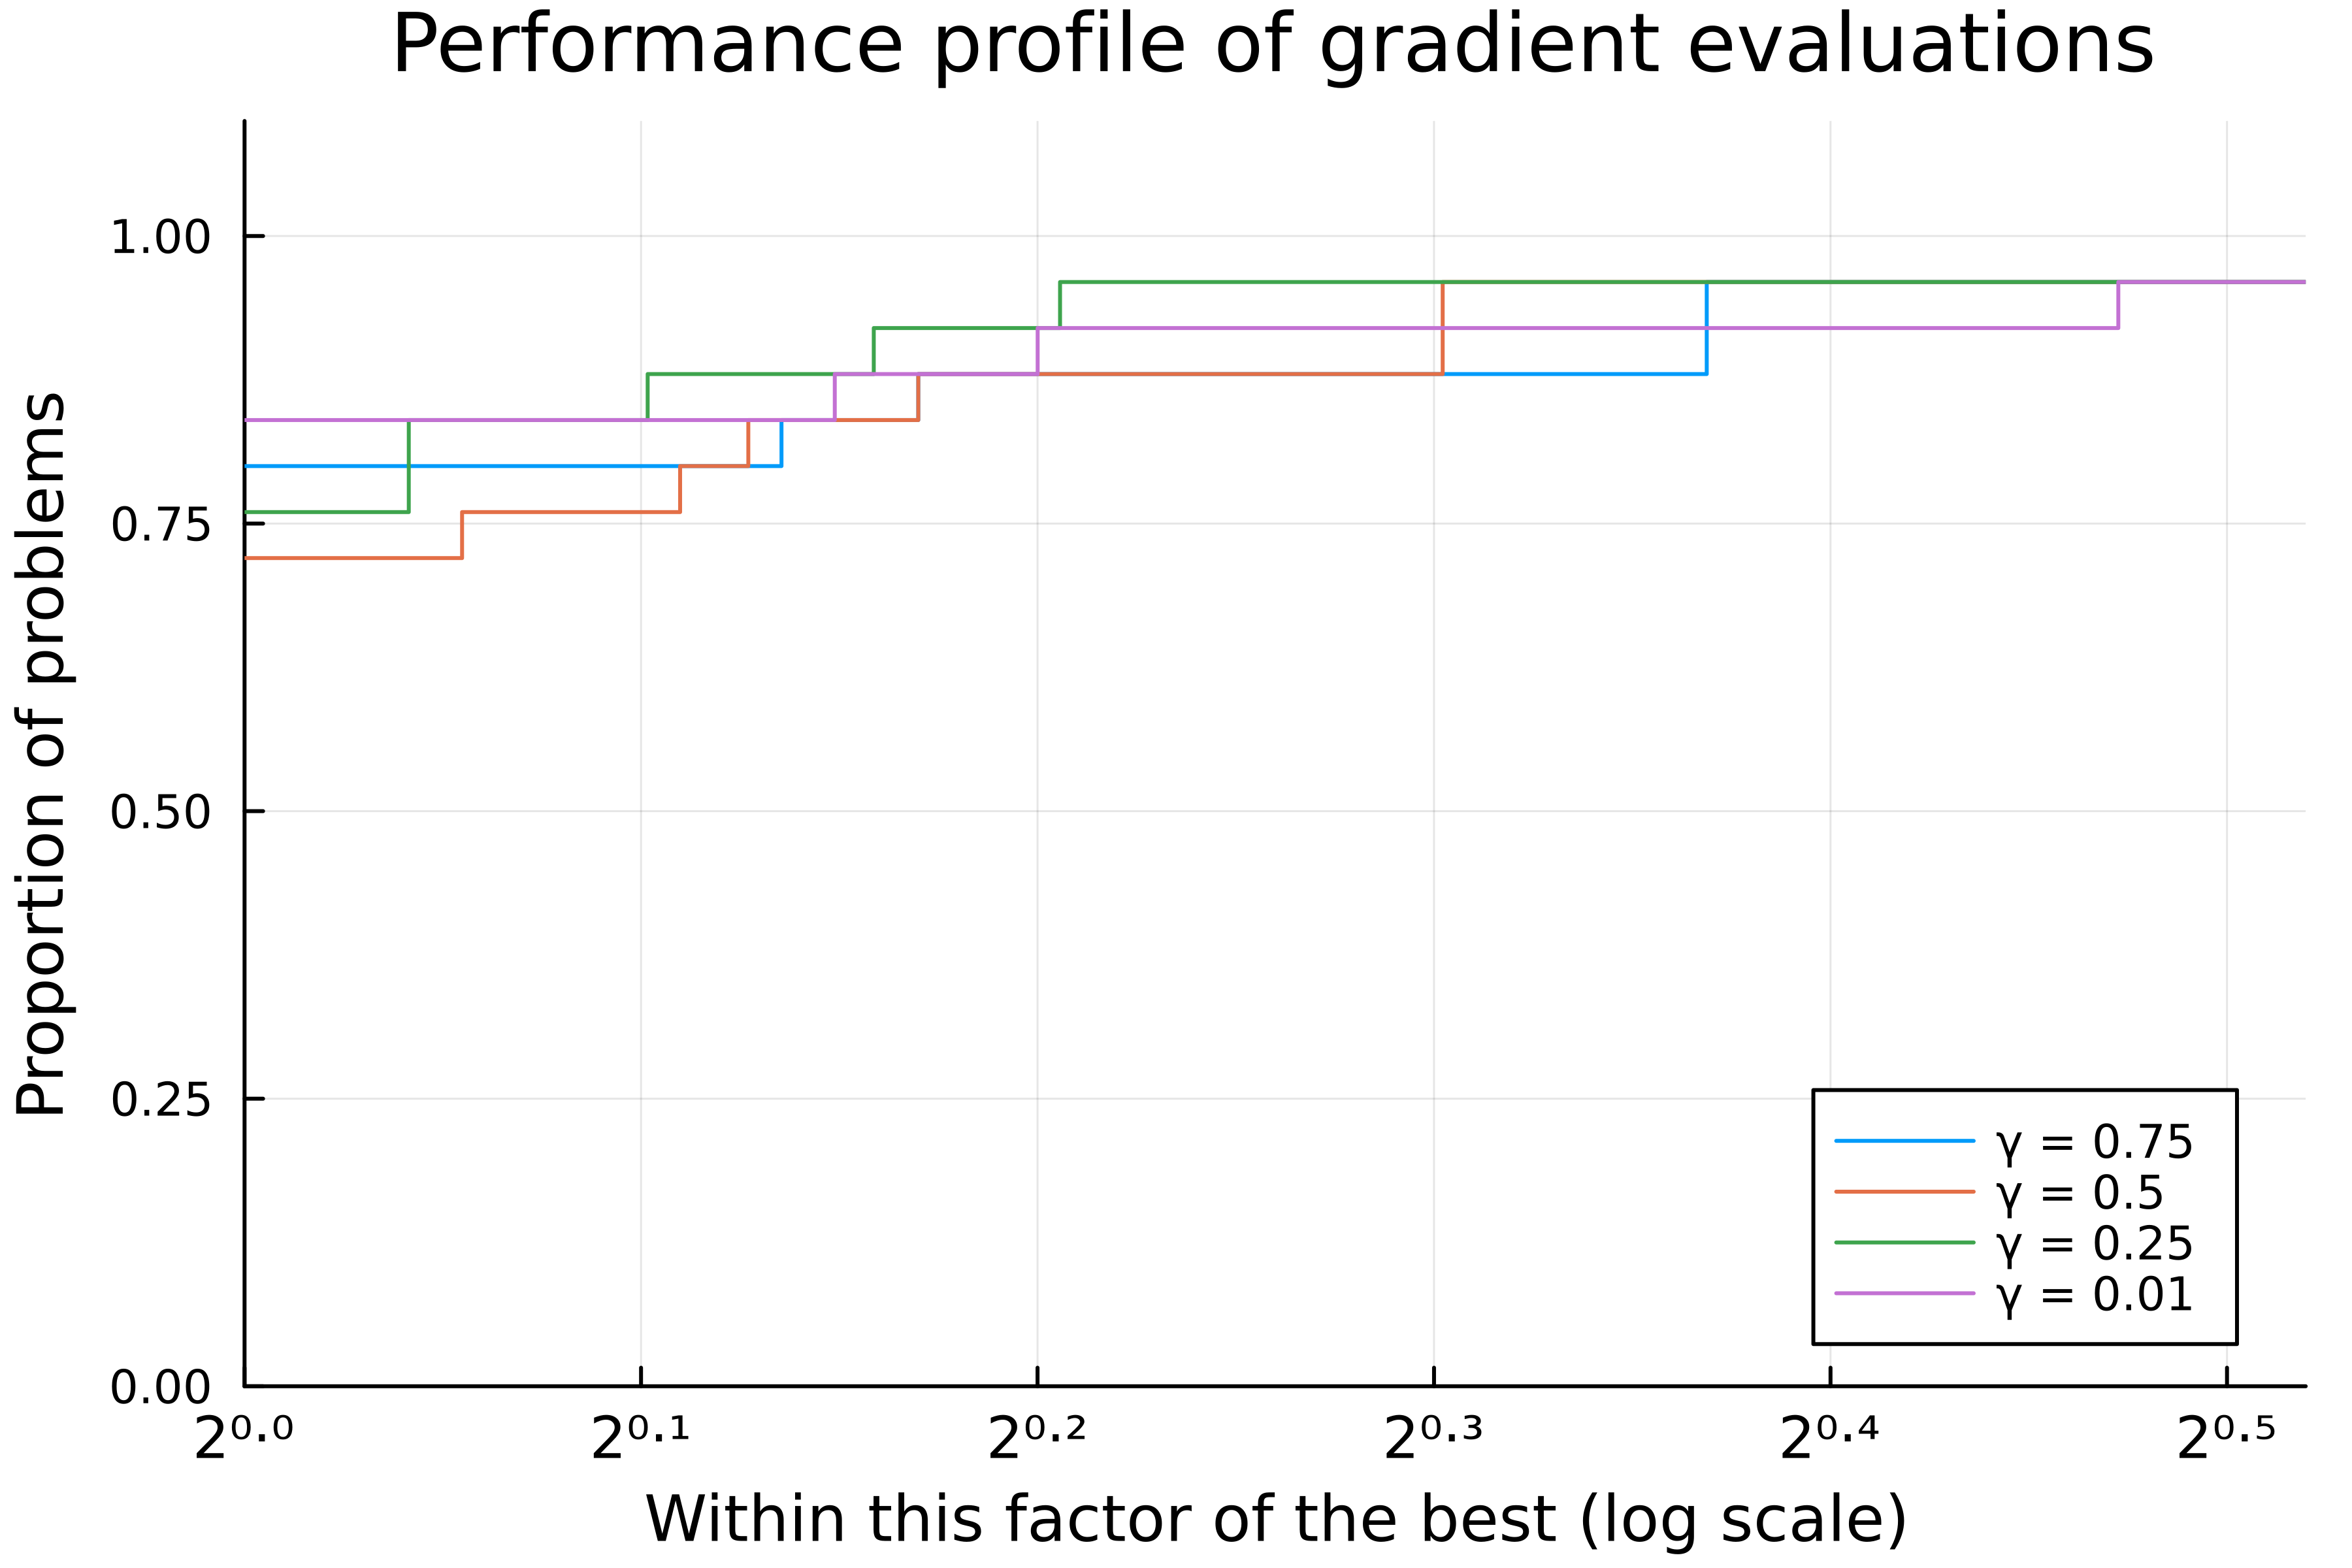 Performance profile of gradient evaluations
Proportion of problems
1.00
0.75
0.50
0.25
0.00
γ = 0.75
γ = 0.5
γ = 0.25
γ = 0.01
2⁰·⁰ 2⁰·¹ 2⁰·² 2⁰·³ 2⁰·⁴ 2⁰·⁵
Within this factor of the best (log scale)